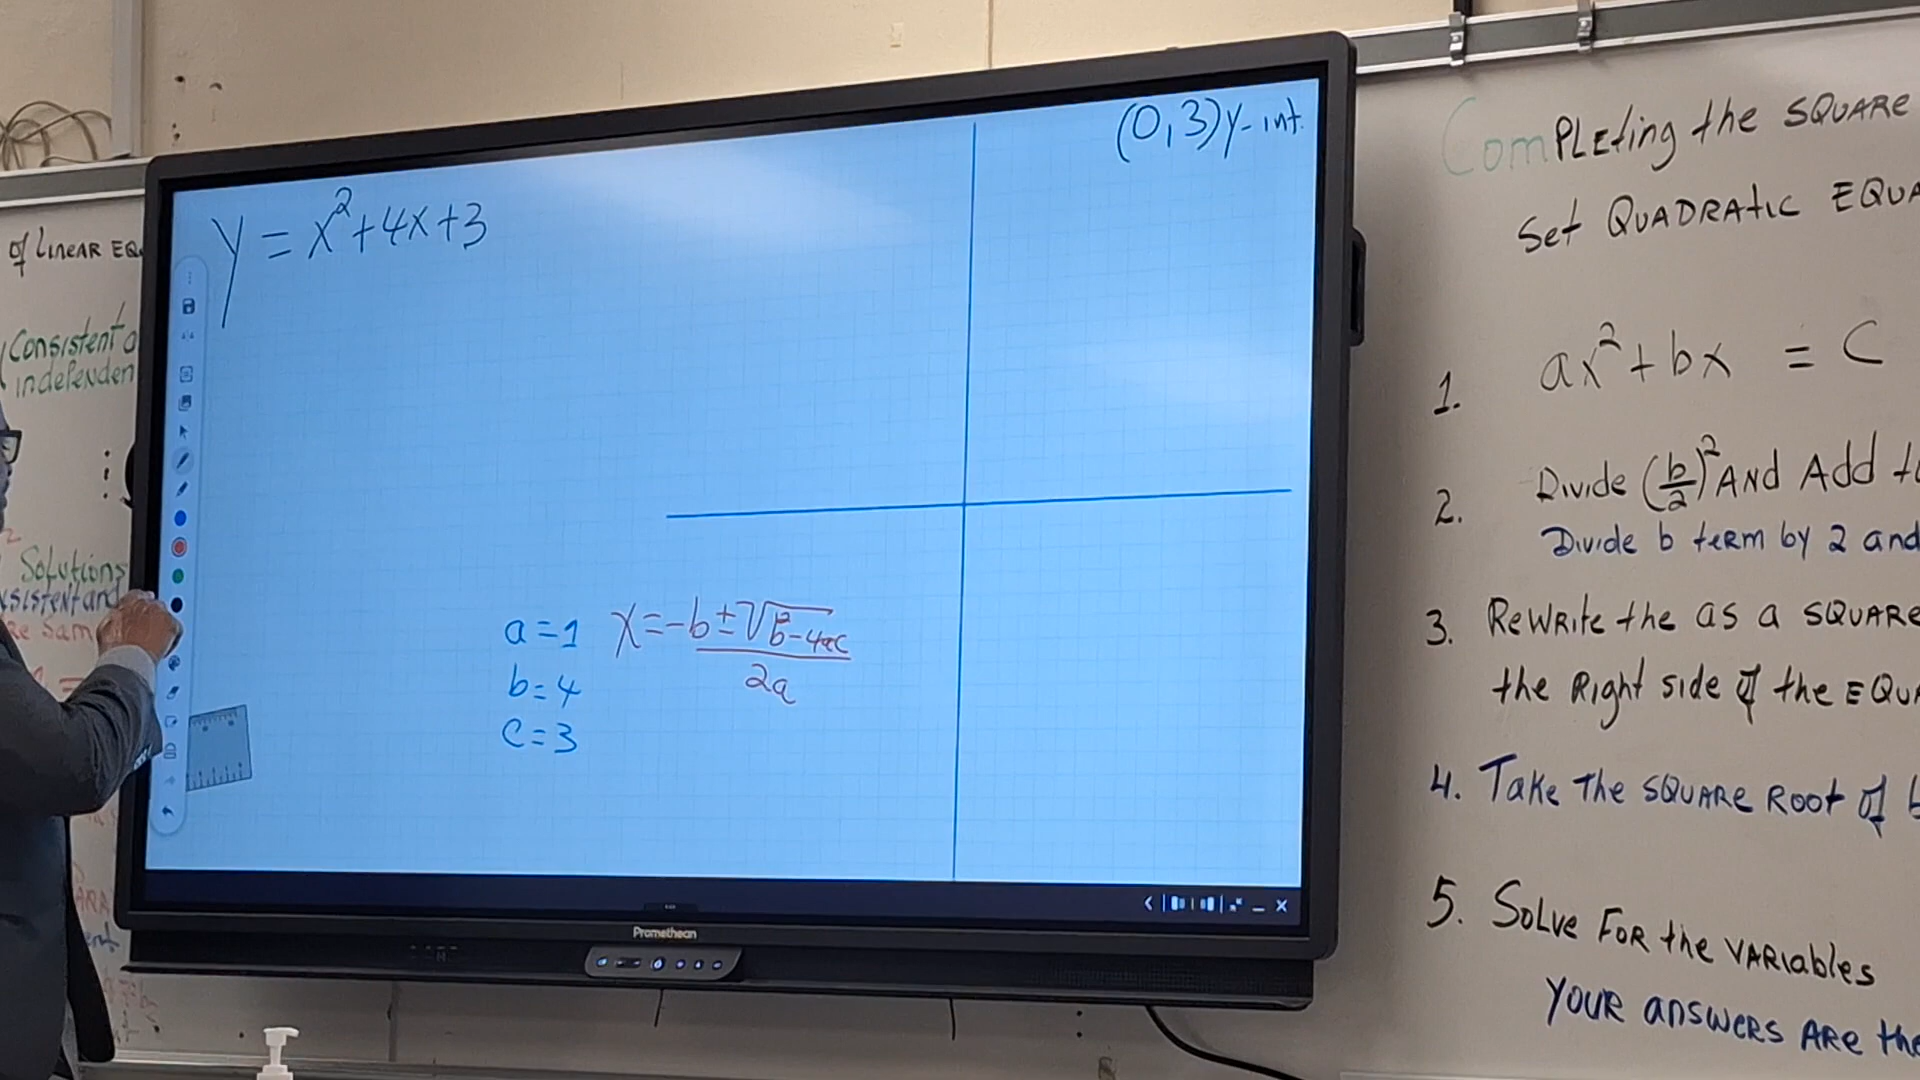 of LINEAR EQ
Consistent
independen
Solutions
(0,3) y-int.
y = x²+4x+3
a=1
b=4
c=3
x=-b±√b²-4ac
2a
Promethean
ComPLEting the SQUARE
Set QUADRAtic EQUA
1. ax²+bx = C
2. Divide (b/2)² AND Add
Divide b term by 2 and
3. ReWRite the as a SQUARE
the Right side of the EQUA
4. Take The SQUARE ROOt of
5. SOLve FOR the VARIables
YOUR answers ARe the